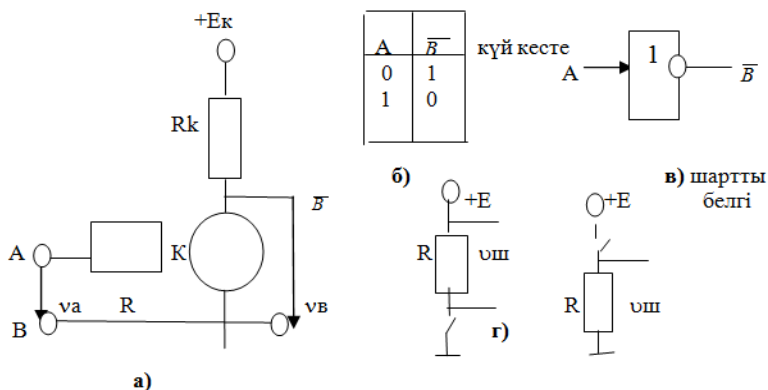 +Eк
Rk
B̅
A
К
νa
R
νв
B
а)
A B̅
0 1
1 0
күй кесте
б)
A
1
B̅
в) шартты
белгі
+E
R
υш
г)
+E
R
υш